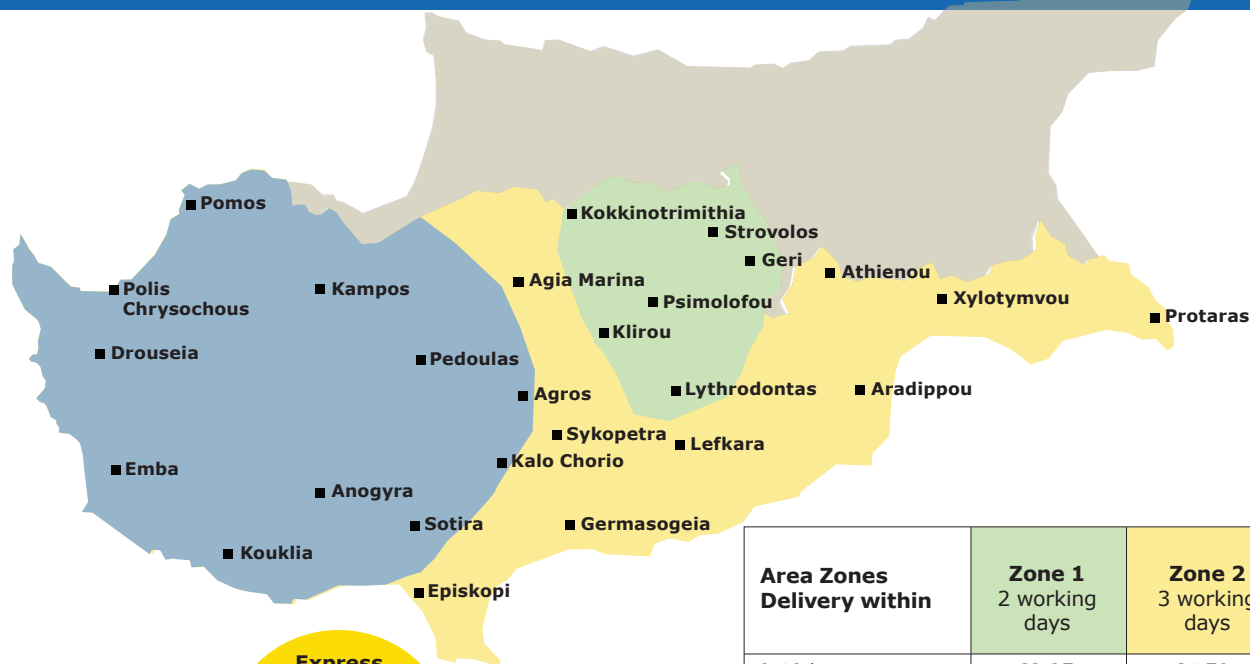 Pomos
Kokkinotrimithia
Strovolos
Geri
Athienou
Agia Marina
Polis
Chrysochous
Kampos
Psimolofou
Xylotymvou
Protaras
Klirou
Drouseia
Pedoulas
Agros
Lythrodontas
Aradippou
Sykopetra
Lefkara
Kalo Chorio
Emba
Anogyra
Sotira
Germasogeia
Kouklia
Episkopi
Area Zones
Delivery within
Zone 1
2 working
days
Zone 2
3 working
days
Express